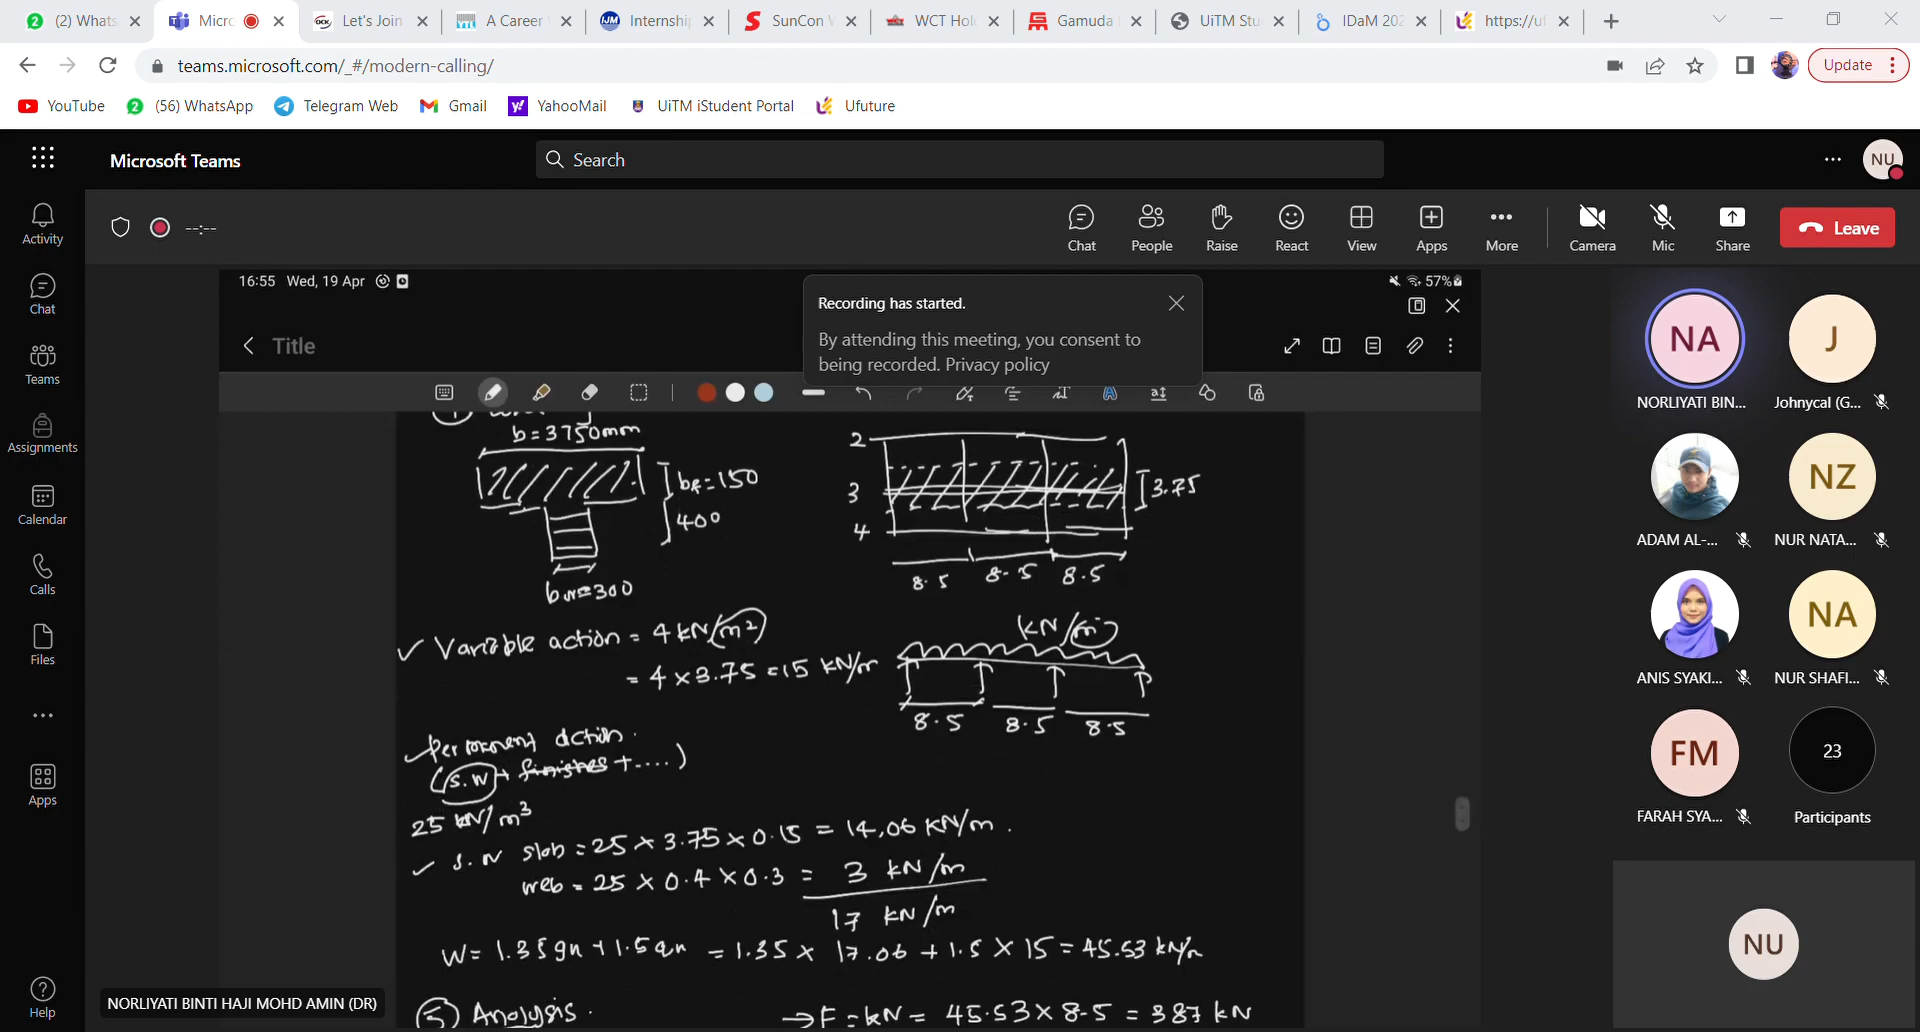 (2) Whats
Micro
Let's Join
A Career
Internship
SunCon
WCT Hol
Gamuda
UiTM Stu
IDaM 202
https://uf
teams.microsoft.com/_#/modern-calling/
Update
YouTube
(56) WhatsApp
Telegram Web
Gmail
YahooMail
UiTM iStudent Portal
Ufuture
Microsoft Teams
Search
NU
--:--
Chat
People
Raise
React
View
Apps
More
Camera
Mic
Share
Leave
Activity
Chat
Teams
Assignments
Calendar
Calls
Files
Apps
Help
16:55 Wed, 19 Apr
57%
Recording has started.
By attending this meeting, you consent to
being recorded. Privacy policy
Title
b=3750mm
bf=150
400
bw=300
2
3
4
3.75
8.5 8.5 8.5
✓ Variable action = 4 kN/m²
= 4 × 3.75 = 15 kN/m
kN/m
8.5 8.5 8.5
✓ Permanent action.
(S.W + finishes + ....)
25 kN/m³
✓ S.W slab = 25 × 3.75 × 0.15 = 14,06 kN/m.
web = 25 × 0.4 × 0.3 = 3 kN/m
17 kN/m
W = 1.35gn + 1.5qn = 1.35 × 17.06 + 1.5 × 15 = 45.53 kN/m
5 Analysis.
→ F = kN = 45.53 × 8.5 = 387 kN
NORLIYATI BINTI HAJI MOHD AMIN (DR)
NA
NORLIYATI BIN...
J
Johnycal (G...
ADAM AL-...
NZ
NUR NATA...
ANIS SYAKI...
NA
NUR SHAFI...
FM
FARAH SYA...
23
Participants
NU